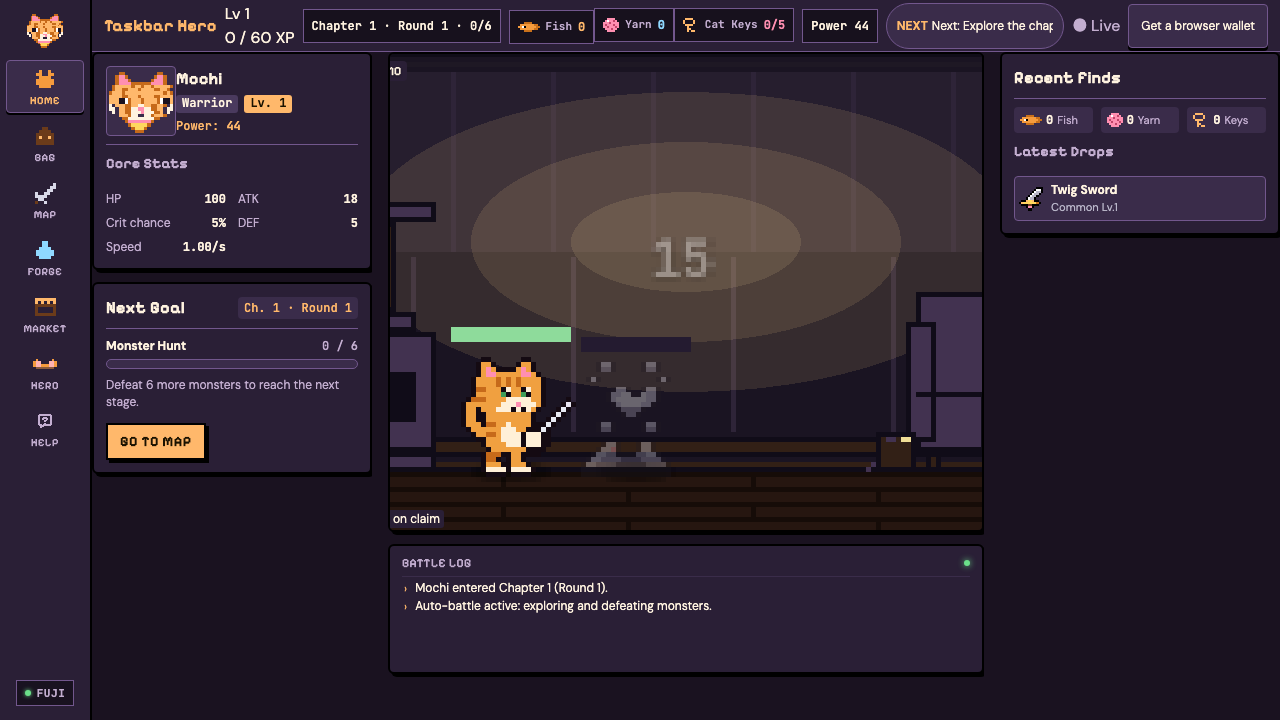 Taskbar Hero
Lv 1
0 / 60 XP
Chapter 1 · Round 1 · 0/6
Fish 0
Yarn 0
Cat Keys 0/5
Power 44
NEXT Next: Explore the chap
Live
Get a browser wallet
HOME
BAG
MAP
FORGE
MARKET
HERO
HELP
FUJI
Mochi
Warrior Lv. 1
Power: 44
Core Stats
HP 100 ATK 18
Crit chance 5% DEF 5
Speed 1.00/s
Next Goal Ch. 1 · Round 1
Monster Hunt 0 / 6
Defeat 6 more monsters to reach the next
stage.
GO TO MAP
10
15
on claim
BATTLE LOG
› Mochi entered Chapter 1 (Round 1).
› Auto-battle active: exploring and defeating monsters.
Recent Finds
0 Fish 0 Yarn 0 Keys
Latest Drops
Twig Sword
Common Lv.1